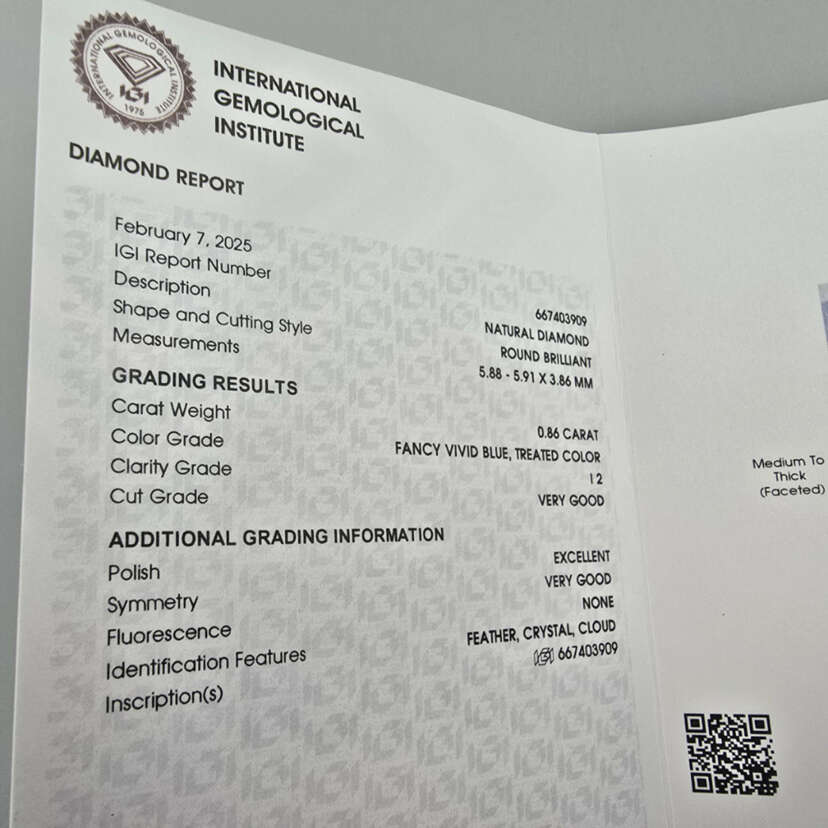 INTERNATIONAL GEMOLOGICAL INSTITUTE
IGI
1975
INTERNATIONAL
GEMOLOGICAL
INSTITUTE
DIAMOND REPORT
February 7, 2025
IGI Report Number 667403909
Description NATURAL DIAMOND
Shape and Cutting Style ROUND BRILLIANT
Measurements 5.88 - 5.91 X 3.86 MM
GRADING RESULTS
Carat Weight 0.86 CARAT
Color Grade FANCY VIVID BLUE, TREATED COLOR
Clarity Grade I 2
Cut Grade VERY GOOD
ADDITIONAL GRADING INFORMATION
Polish EXCELLENT
Symmetry VERY GOOD
Fluorescence NONE
Identification Features FEATHER, CRYSTAL, CLOUD
Inscription(s) IGI 667403909
Medium To
Thick
(Faceted)